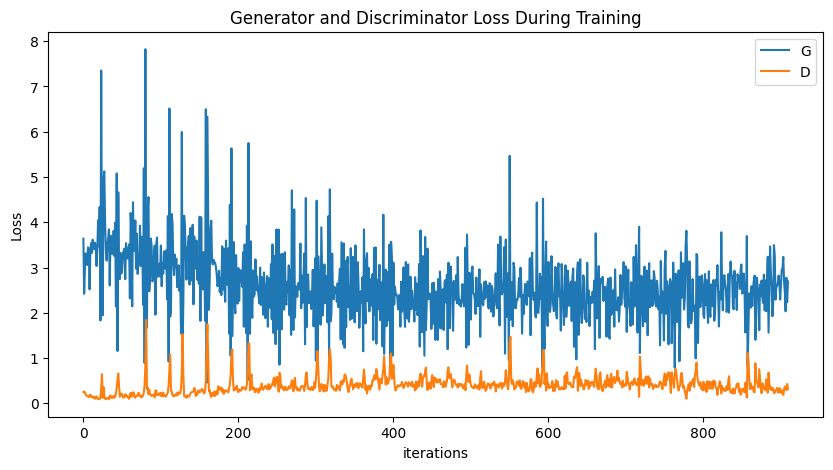 Generator and Discriminator Loss During Training
8
7
6
5
4
3
2
1
0
Loss
G
D
0 200 400 600 800
iterations